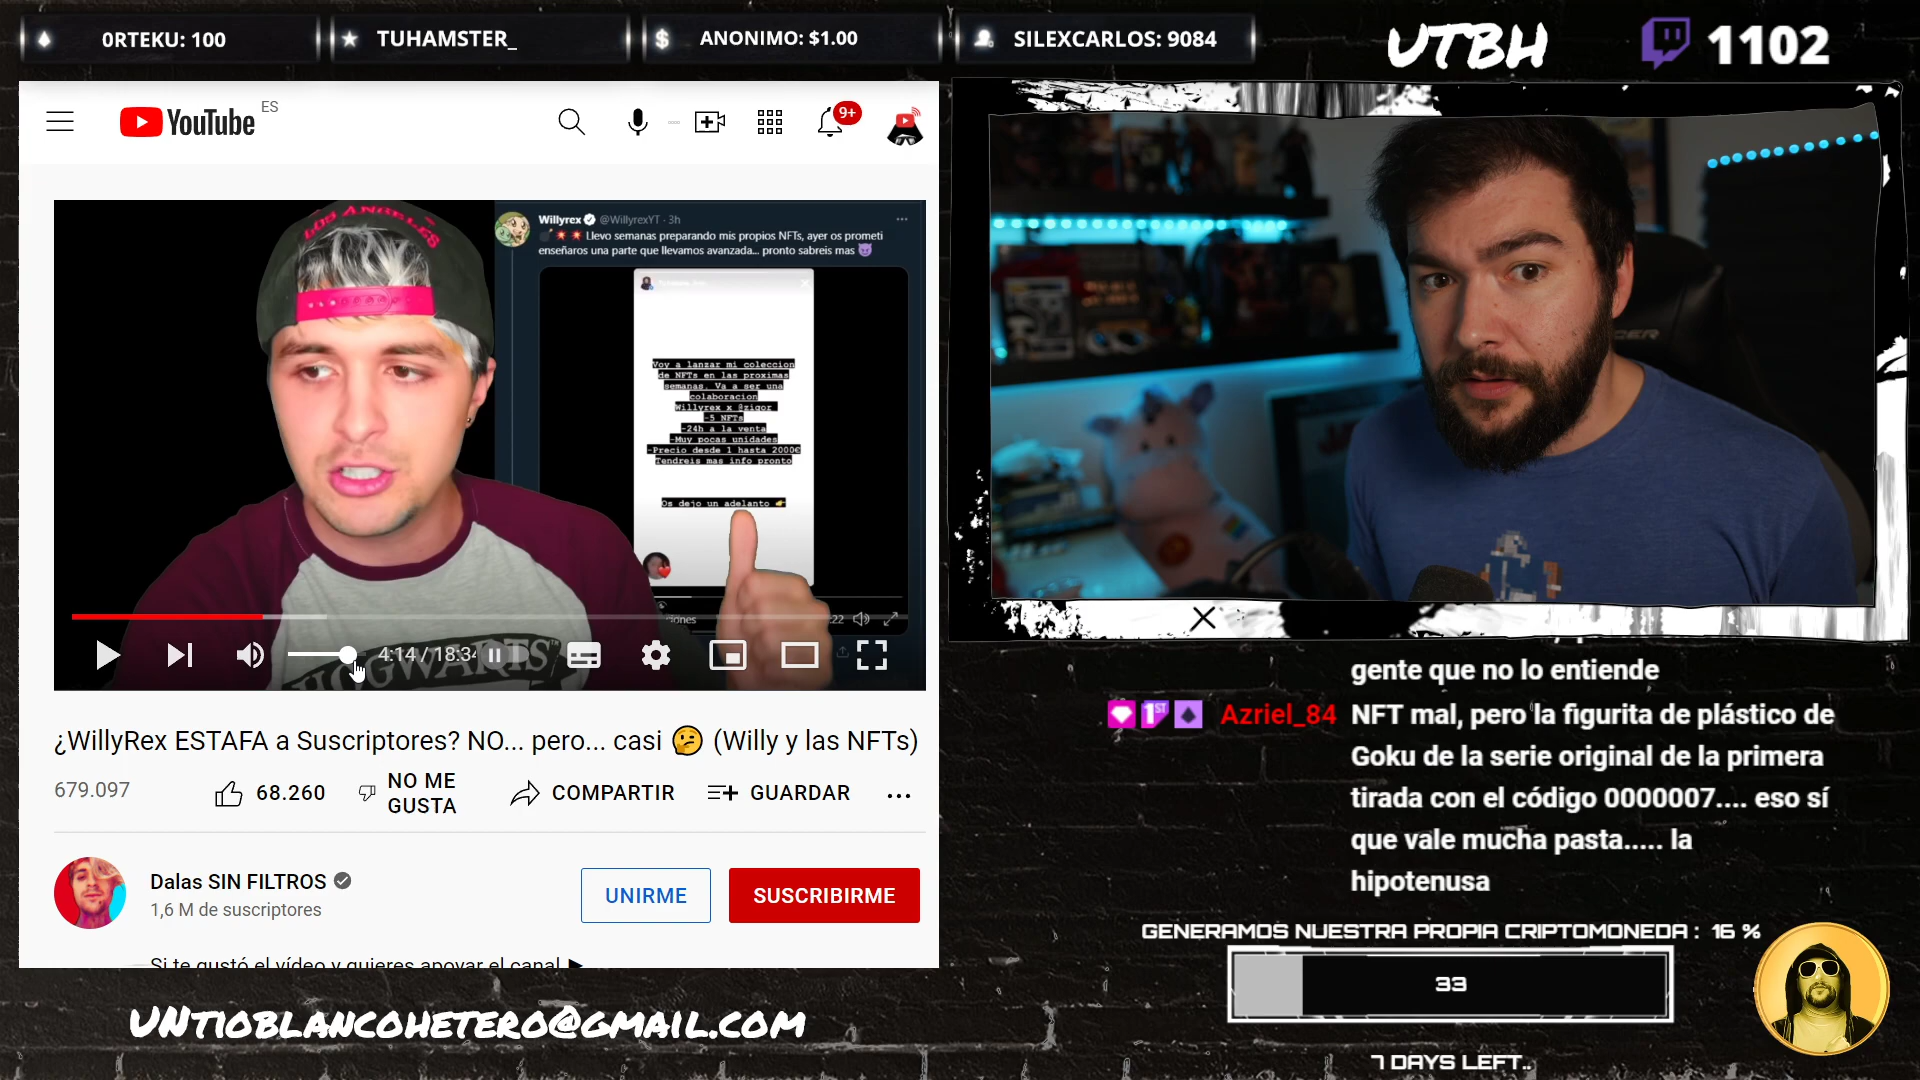 0RTEKU: 100
TUHAMSTER_
ANONIMO: $1.00
SILEXCARLOS: 9084
UTBH
1102
YouTube ES
9+
LOS ANGELES
Willyrex @WillyrexYT · 3h
Llevo semanas preparando mis propios NFTs, ayer os prometi
enseñaros una parte que llevamos avanzada... pronto sabreis mas
Voy a lanzar mi coleccion
de NFTs en las proximas
semanas. Va a ser una
colaboracion
Willyrex x @zigor
-5 NFTs
-24h a la venta
-Muy pocas unidades
-Precio desde 1 hasta 2000€
Tendreis mas info pronto
Os dejo un adelanto
HOGWARTS
4:14 / 18:34
¿WillyRex ESTAFA a Suscriptores? NO... pero... casi 🤔 (Willy y las NFTs)
679.097
68.260
NO ME
GUSTA
COMPARTIR
GUARDAR
...
Dalas SIN FILTROS
1,6 M de suscriptores
UNIRME
SUSCRIBIRME
Si te gustó el vídeo y quieres apoyar el canal ►
UNTIOBLANCOHETERO@GMAIL.COM
gente que no lo entiende
1ST Azriel_84 NFT mal, pero la figurita de plástico de
Goku de la serie original de la primera
tirada con el código 0000007.... eso sí
que vale mucha pasta..... la
hipotenusa
GENERAMOS NUESTRA PROPIA CRIPTOMONEDA : 16 %
33
7 DAYS LEFT..